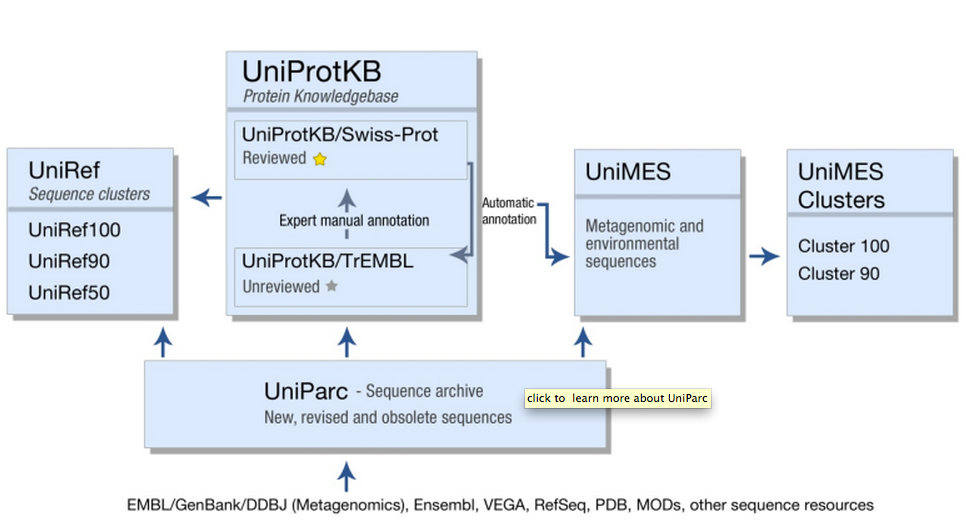 UniProtKB
Protein Knowledgebase
UniProtKB/Swiss-Prot
Reviewed
Expert manual annotation
UniProtKB/TrEMBL
Unreviewed
UniRef
Sequence clusters
UniRef100
UniRef90
UniRef50
Automatic
annotation
UniMES
Metagenomic and
environmental
sequences
UniMES
Clusters
Cluster 100
Cluster 90
UniParc - Sequence archive
New, revised and obsolete sequences
click to learn more about UniParc
EMBL/GenBank/DDBJ (Metagenomics), Ensembl, VEGA, RefSeq, PDB, MODs, other sequence resources